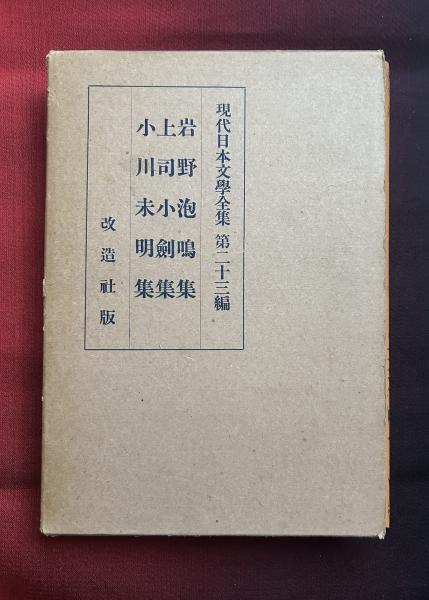 現代日本文學全集 第二十三編
岩野泡鳴集
上司小劍集
小川未明集
改造社版